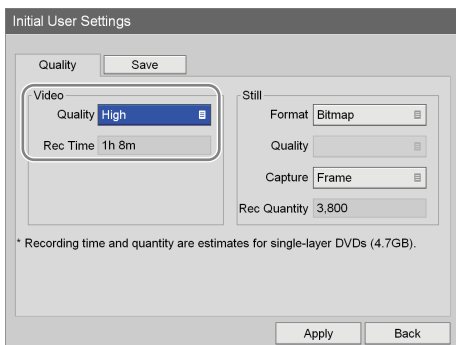 Initial User Settings
Quality
Save
Video
Quality High
Rec Time 1h 8m
Still
Format Bitmap
Quality
Capture Frame
Rec Quantity 3,800
* Recording time and quantity are estimates for single-layer DVDs (4.7GB).
Apply
Back